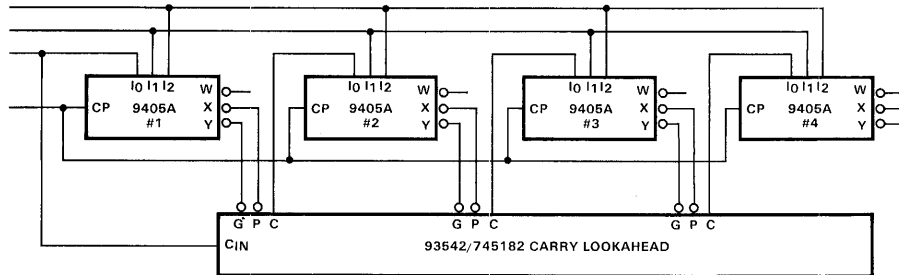 I0 I1 I2 I0 I1 I2 I0 I1 I2 I0 I1 I2
W W W W
CP 9405A X CP 9405A X CP 9405A X CP 9405A X
#1 Y #2 Y #3 Y #4 Y
G P C G P C G P C
CIN 93542/745182 CARRY LOOKAHEAD